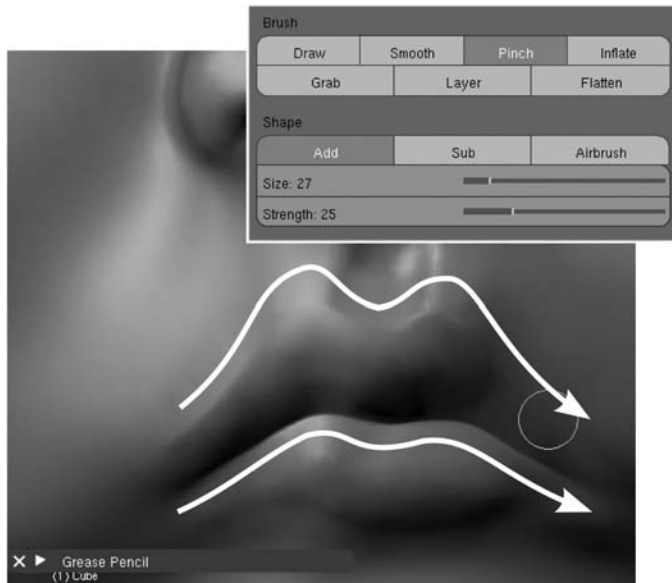 Brush
Draw Smooth Pinch Inflate
Grab Layer Flatten
Shape
Add Sub Airbrush
Size: 27
Strength: 25
Grease Pencil
(1) Cube